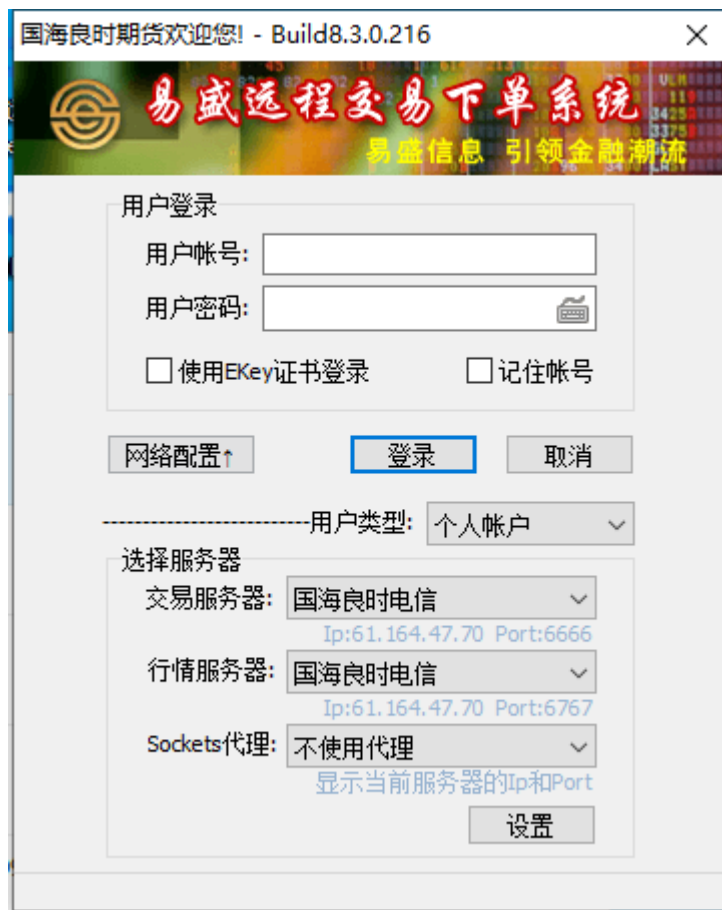 国海良时期货欢迎您! - Build8.3.0.216
易盛远程交易下单系统
易盛信息 引领金融潮流
用户登录
用户帐号:
用户密码:
使用EKey证书登录 记住帐号
网络配置↑ 登录 取消
--------------------------用户类型: 个人帐户
选择服务器
交易服务器: 国海良时电信
Ip:61.164.47.70 Port:6666
行情服务器: 国海良时电信
Ip:61.164.47.70 Port:6767
Sockets代理: 不使用代理
显示当前服务器的Ip和Port
设置